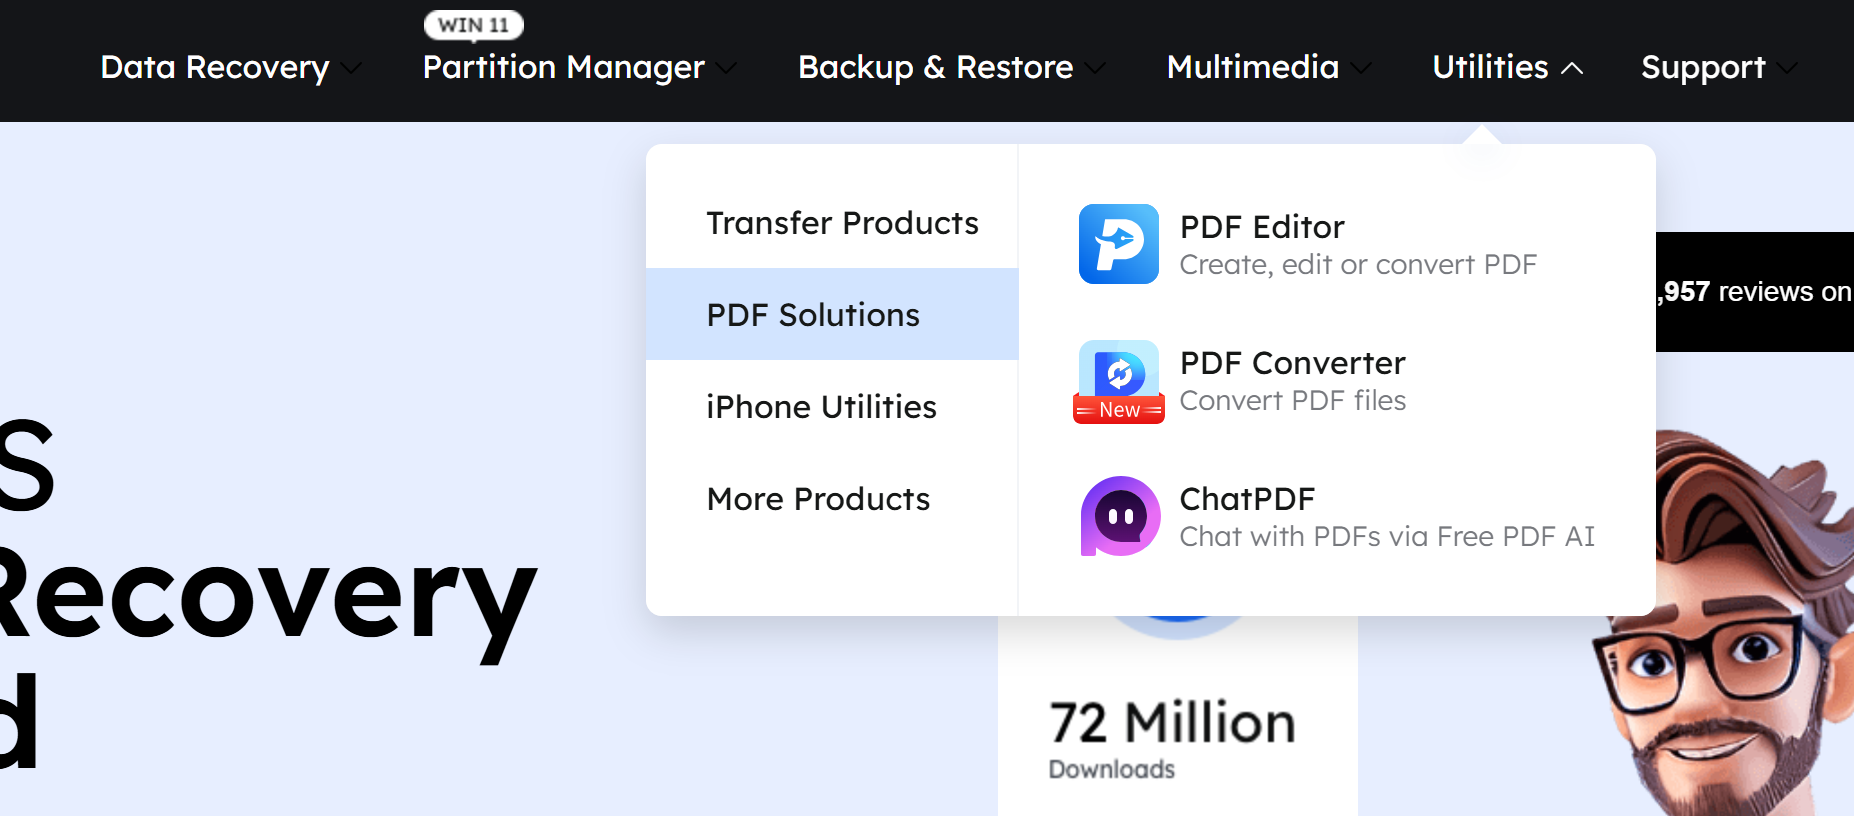 WIN 11
Data Recovery
Partition Manager
Backup & Restore
Multimedia
Utilities
Support
Transfer Products
PDF Solutions
iPhone Utilities
More Products
PDF Editor
Create, edit or convert PDF
PDF Converter
Convert PDF files
New
ChatPDF
Chat with PDFs via Free PDF AI
,957 reviews on
S
Recovery
d
72 Million
Downloads